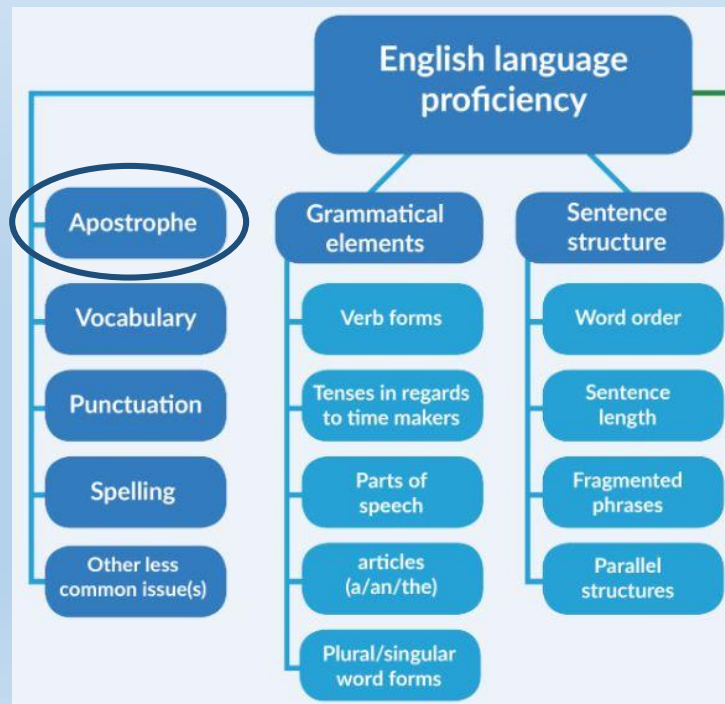 English language
proficiency
Apostrophe
Vocabulary
Punctuation
Spelling
Other less
common issue(s)
Grammatical
elements
Verb forms
Tenses in regards
to time makers
Parts of
speech
articles
(a/an/the)
Plural/singular
word forms
Sentence
structure
Word order
Sentence
length
Fragmented
phrases
Parallel
structures